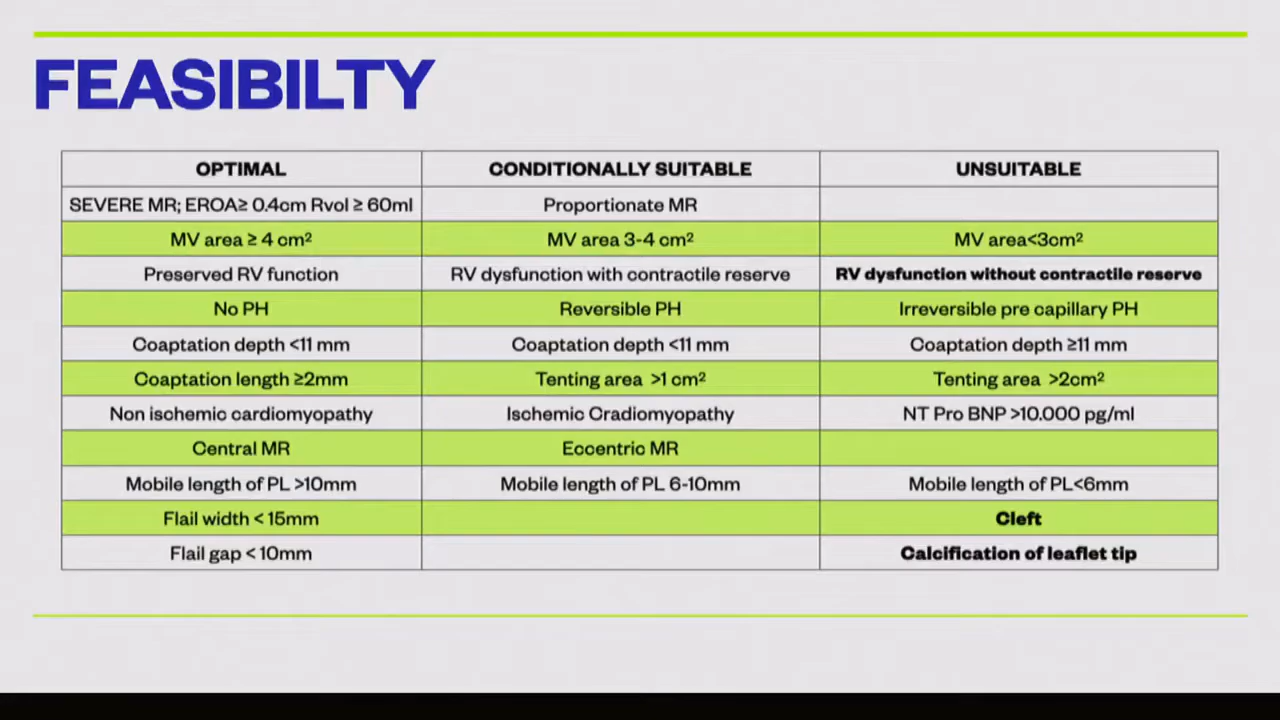 FEASIBILTY
OPTIMAL CONDITIONALLY SUITABLE UNSUITABLE
SEVERE MR; EROA≥ 0.4cm Rvol ≥ 60ml Proportionate MR
MV area ≥ 4 cm² MV area 3-4 cm² MV area<3cm²
Preserved RV function RV dysfunction with contractile reserve RV dysfunction without contractile reserve
No PH Reversible PH Irreversible pre capillary PH
Coaptation depth <11 mm Coaptation depth <11 mm Coaptation depth ≥11 mm
Coaptation length ≥2mm Tenting area >1 cm² Tenting area >2cm²
Non ischemic cardiomyopathy Ischemic Cradiomyopathy NT Pro BNP >10.000 pg/ml
Central MR Eccentric MR
Mobile length of PL >10mm Mobile length of PL 6-10mm Mobile length of PL<6mm
Flail width < 15mm Cleft
Flail gap < 10mm Calcification of leaflet tip